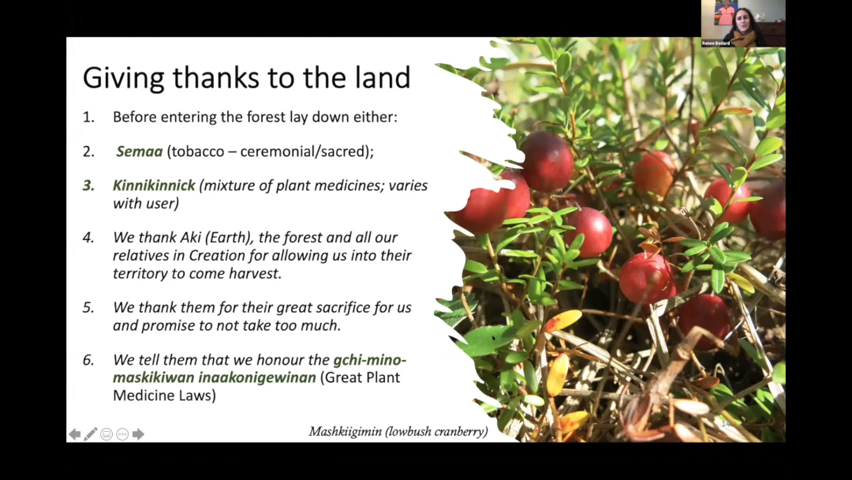 Renee Dodard
Giving thanks to the land
1. Before entering the forest lay down either:
2. Semaa (tobacco – ceremonial/sacred);
3. Kinnikinnick (mixture of plant medicines; varies
with user)
4. We thank Aki (Earth), the forest and all our
relatives in Creation for allowing us into their
territory to come harvest.
5. We thank them for their great sacrifice for us
and promise to not take too much.
6. We tell them that we honour the gchi-mino-
maskikiwan inaakonigewinan (Great Plant
Medicine Laws)
Mashkiigimin (lowbush cranberry)